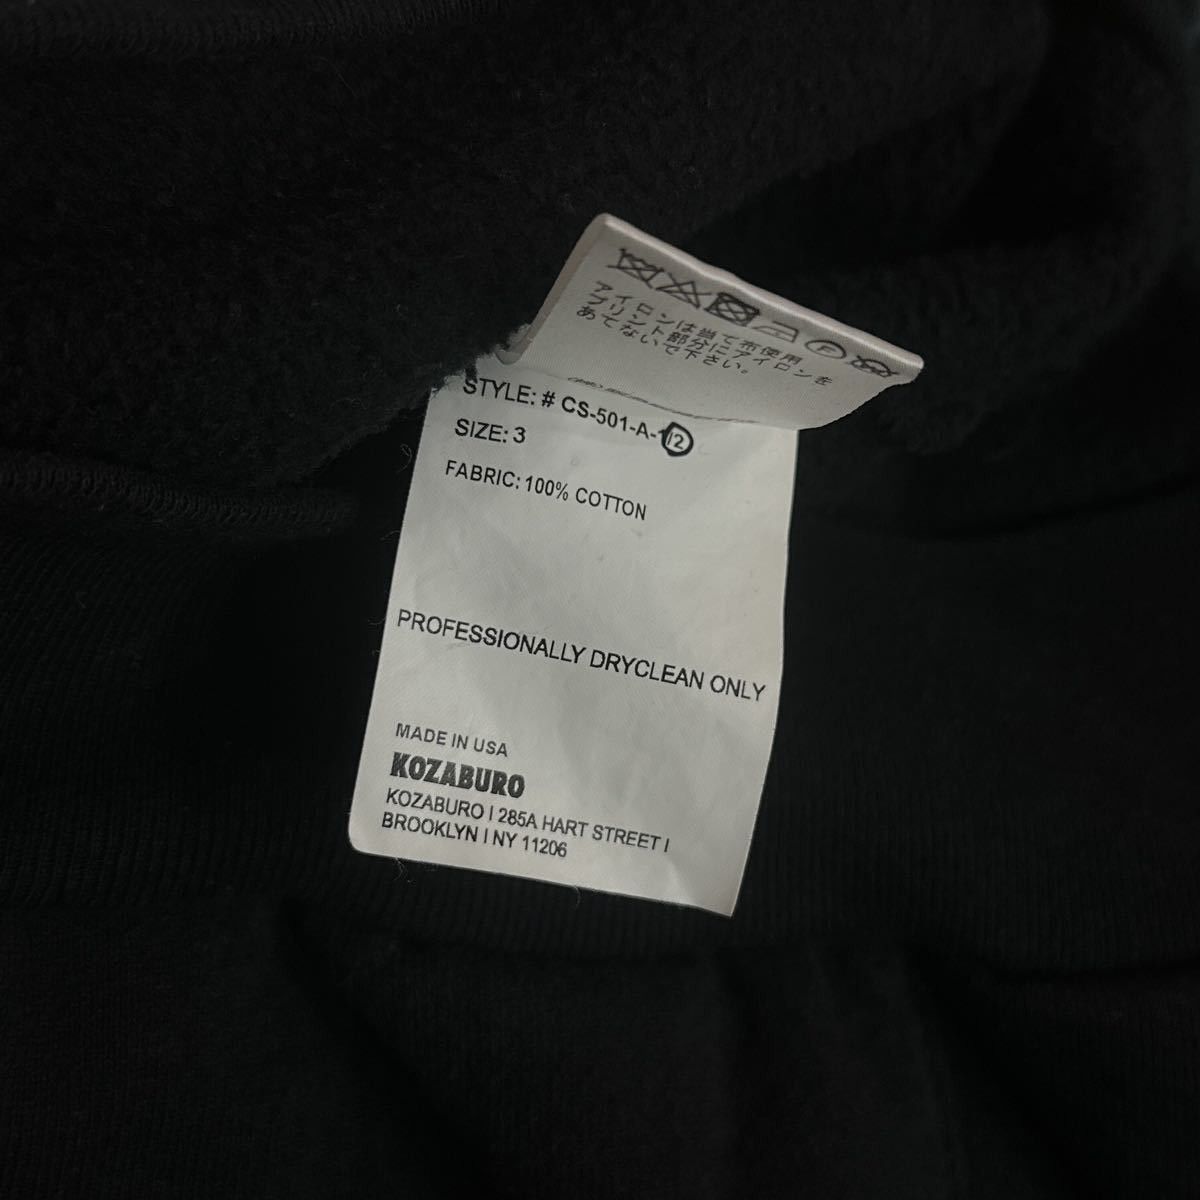 アイロンは当て布使用
プリント部分にアイロンを
あてないで下さい。
STYLE: # CS-501-A-1/2
SIZE: 3
FABRIC: 100% COTTON
PROFESSIONALLY DRYCLEAN ONLY
MADE IN USA
KOZABURO
KOZABURO I 285A HART STREET I
BROOKLYN I NY 11206